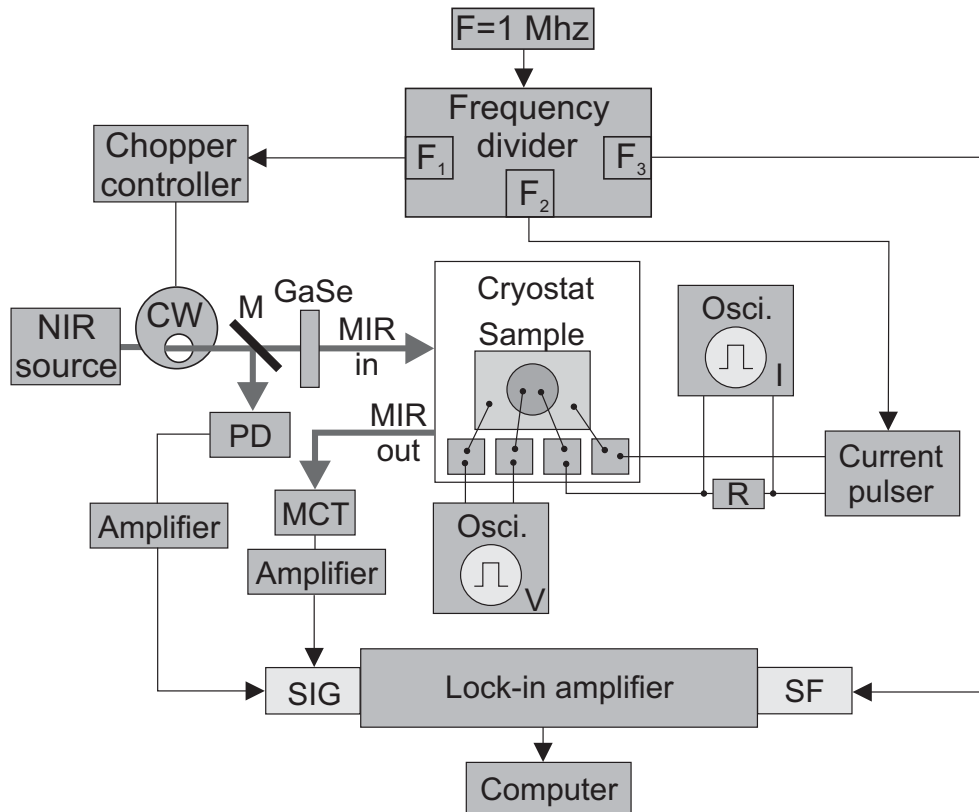 F=1 Mhz
Frequency
divider
F1
F2
F3
Chopper
controller
NIR
source
CW
M
GaSe
MIR
in
Cryostat
Sample
Osci.
I
PD
MIR
out
Current
pulser
R
Amplifier
MCT
Amplifier
Osci.
V
SIG
Lock-in amplifier
SF
Computer